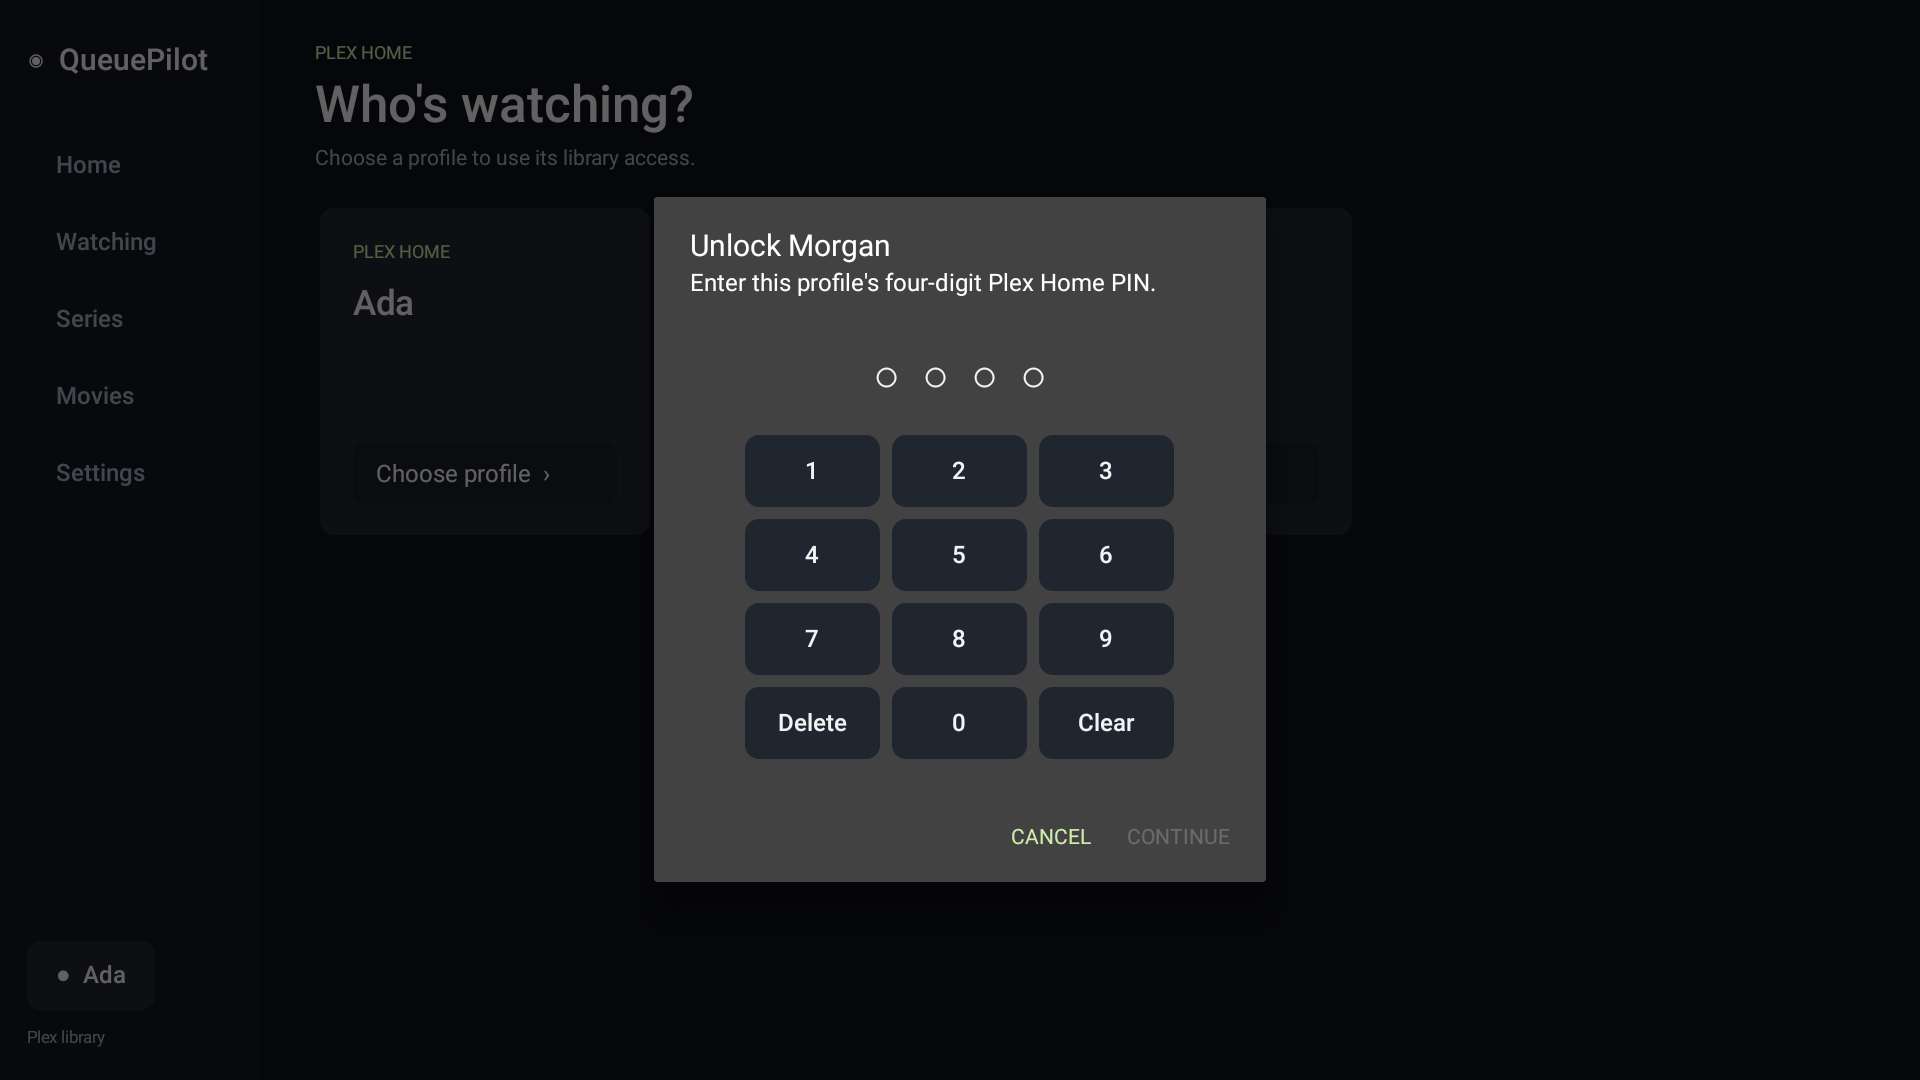 QueuePilot
Home
Watching
Series
Movies
Settings
Ada
Plex library
PLEX HOME
Who's watching?
Choose a profile to use its library access.
PLEX HOME
Ada
Choose profile ›
Unlock Morgan
Enter this profile's four-digit Plex Home PIN.
1 2 3
4 5 6
7 8 9
Delete 0 Clear
CANCEL CONTINUE